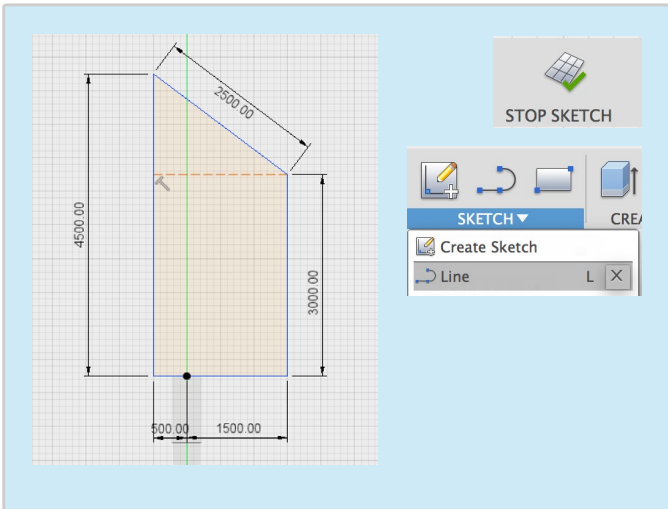 2500.00
4500.00
3000.00
500.00
1500.00
STOP SKETCH
SKETCH ▼
CREA
Create Sketch
Line L X